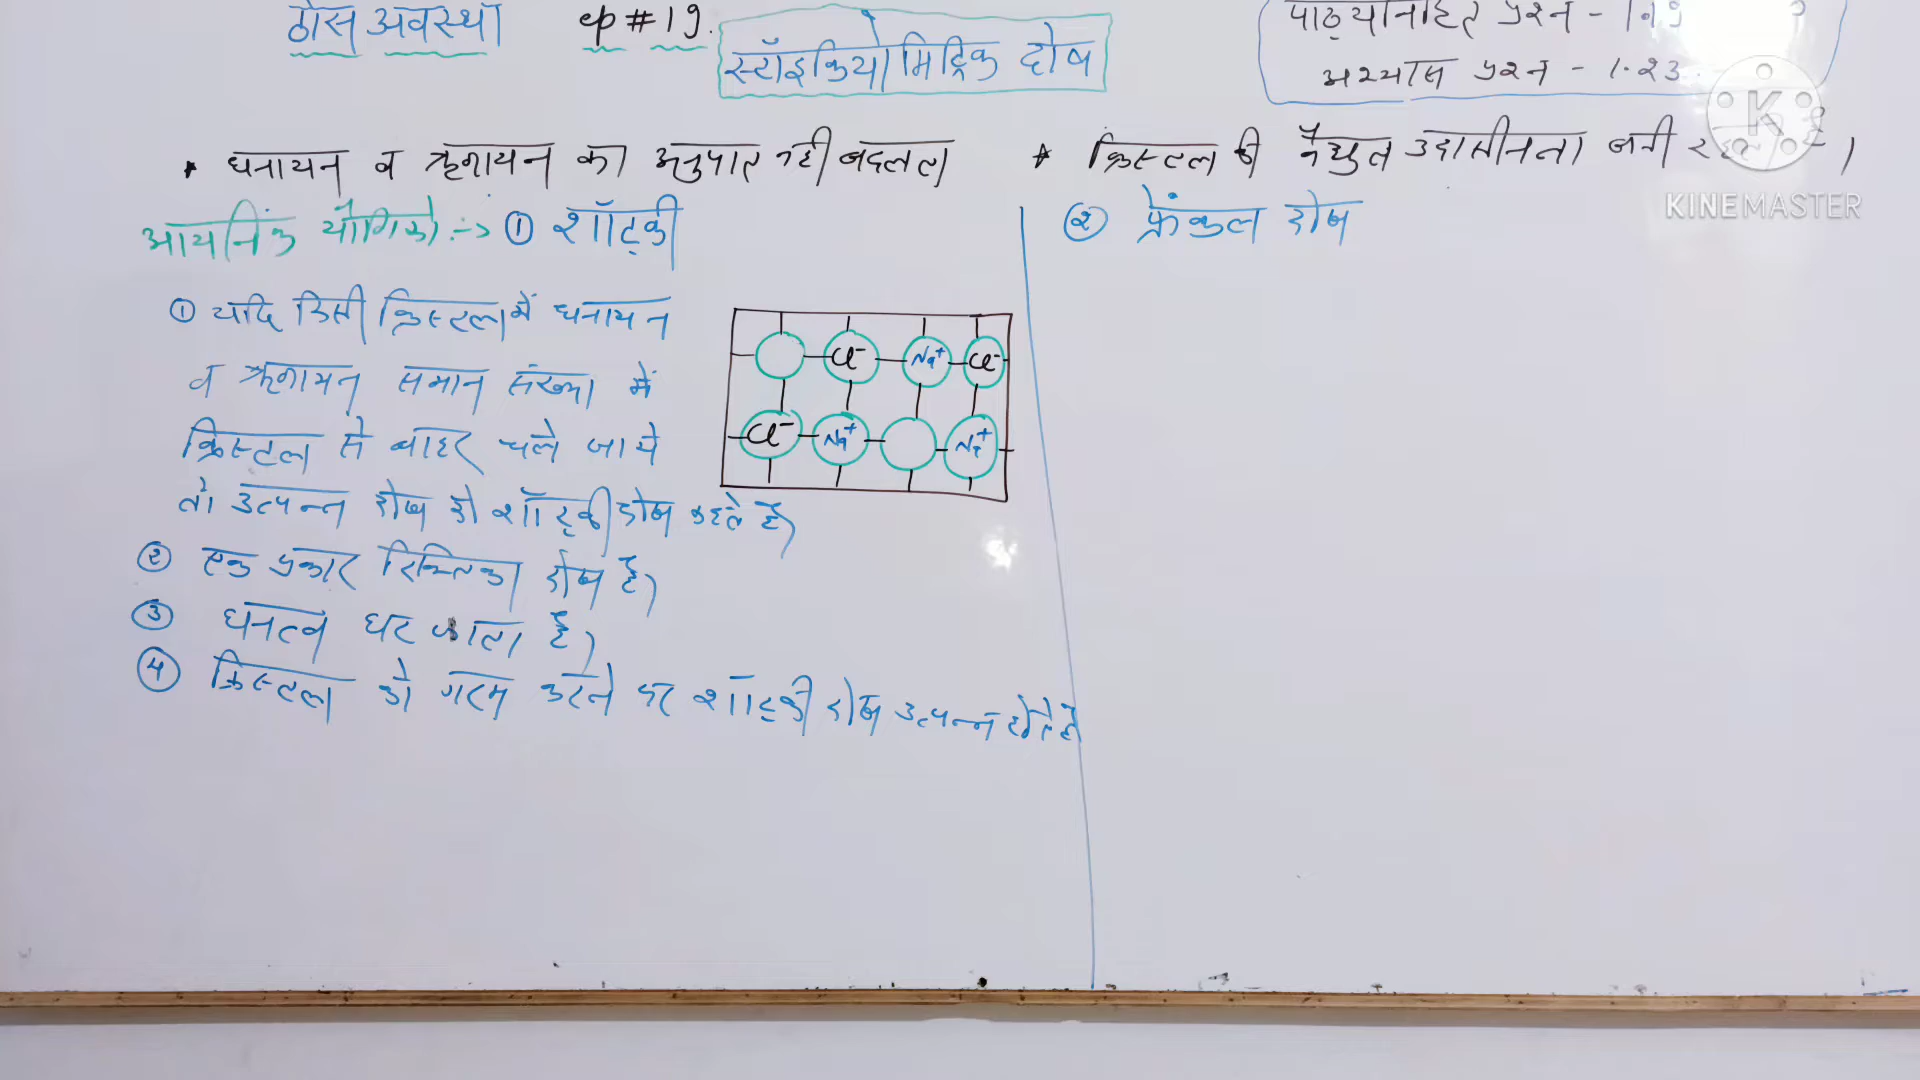 ठोस अवस्था ep # 19.
स्टॉइकियोमिट्रिक दोष
पाठ्यनिहित प्रश्न - 1.19
अभ्यास प्रश्न - 1.23
KINEMASTER
• धनायन व ऋणायन का अनुपात नही बदलता
* क्रिस्टल की वैद्युत उदासीनता बनी
आयनिक यौगिको :-> ① शॉट्की
① यदि किसी क्रिस्टल में धनायन
व ऋणायन समान संख्या में
क्रिस्टल से बाहर चले जाये
तो उत्पन्न दोष को शॉट्की दोष कहते है।
② एक प्रकार रिक्तिका दोष है।
③ घनत्व घट जाता है।
④ क्रिस्टल को गरम करने पर शॉट्की दोष उत्पन्न होते है
Cl⁻ Na⁺ Cl⁻
Cl⁻ Na⁺ Na⁺
② फ्रेंकल दोष